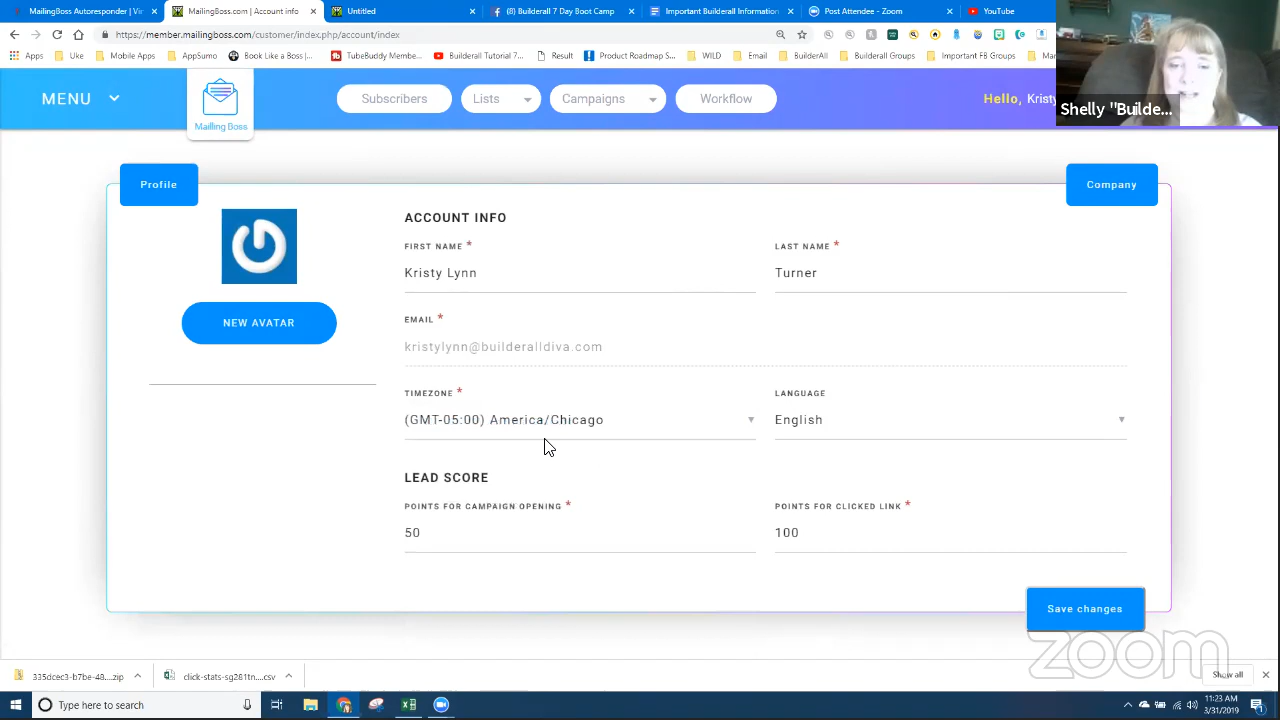 MailingBoss Autoresponder | Vir
MailingBoss.com | Account info
Untitled
(8) Builderall 7 Day Boot Camp
Important Builderall Information
Post Attendee - Zoom
YouTube
https://member.mailingboss.com/customer/index.php/account/index
Apps
Sales
Mobile Apps
AppSumo
Book Like a Boss |...
TubeBuddy Membe...
Builderall Tutorial 7...
Result
Product Roadmap S...
WILD
Email
BuilderAll
Builderall Groups
Important FB Groups
MENU
Mailling Boss
Subscribers
Lists
Campaigns
Workflow
Hello, Kristy
Shelly "Builde...
Profile
Company
NEW AVATAR
ACCOUNT INFO
FIRST NAME *
LAST NAME *
Kristy Lynn
Turner
EMAIL *
kristylynn@builderalldiva.com
TIMEZONE *
LANGUAGE
(GMT-05:00) America/Chicago
English
LEAD SCORE
POINTS FOR CAMPAIGN OPENING *
POINTS FOR CLICKED LINK *
50
100
Save changes
zoom
335dcec3-b7be-48....zip
click-stats-sg281tn....csv
Show all
Type here to search
11:23 AM
3/31/2019